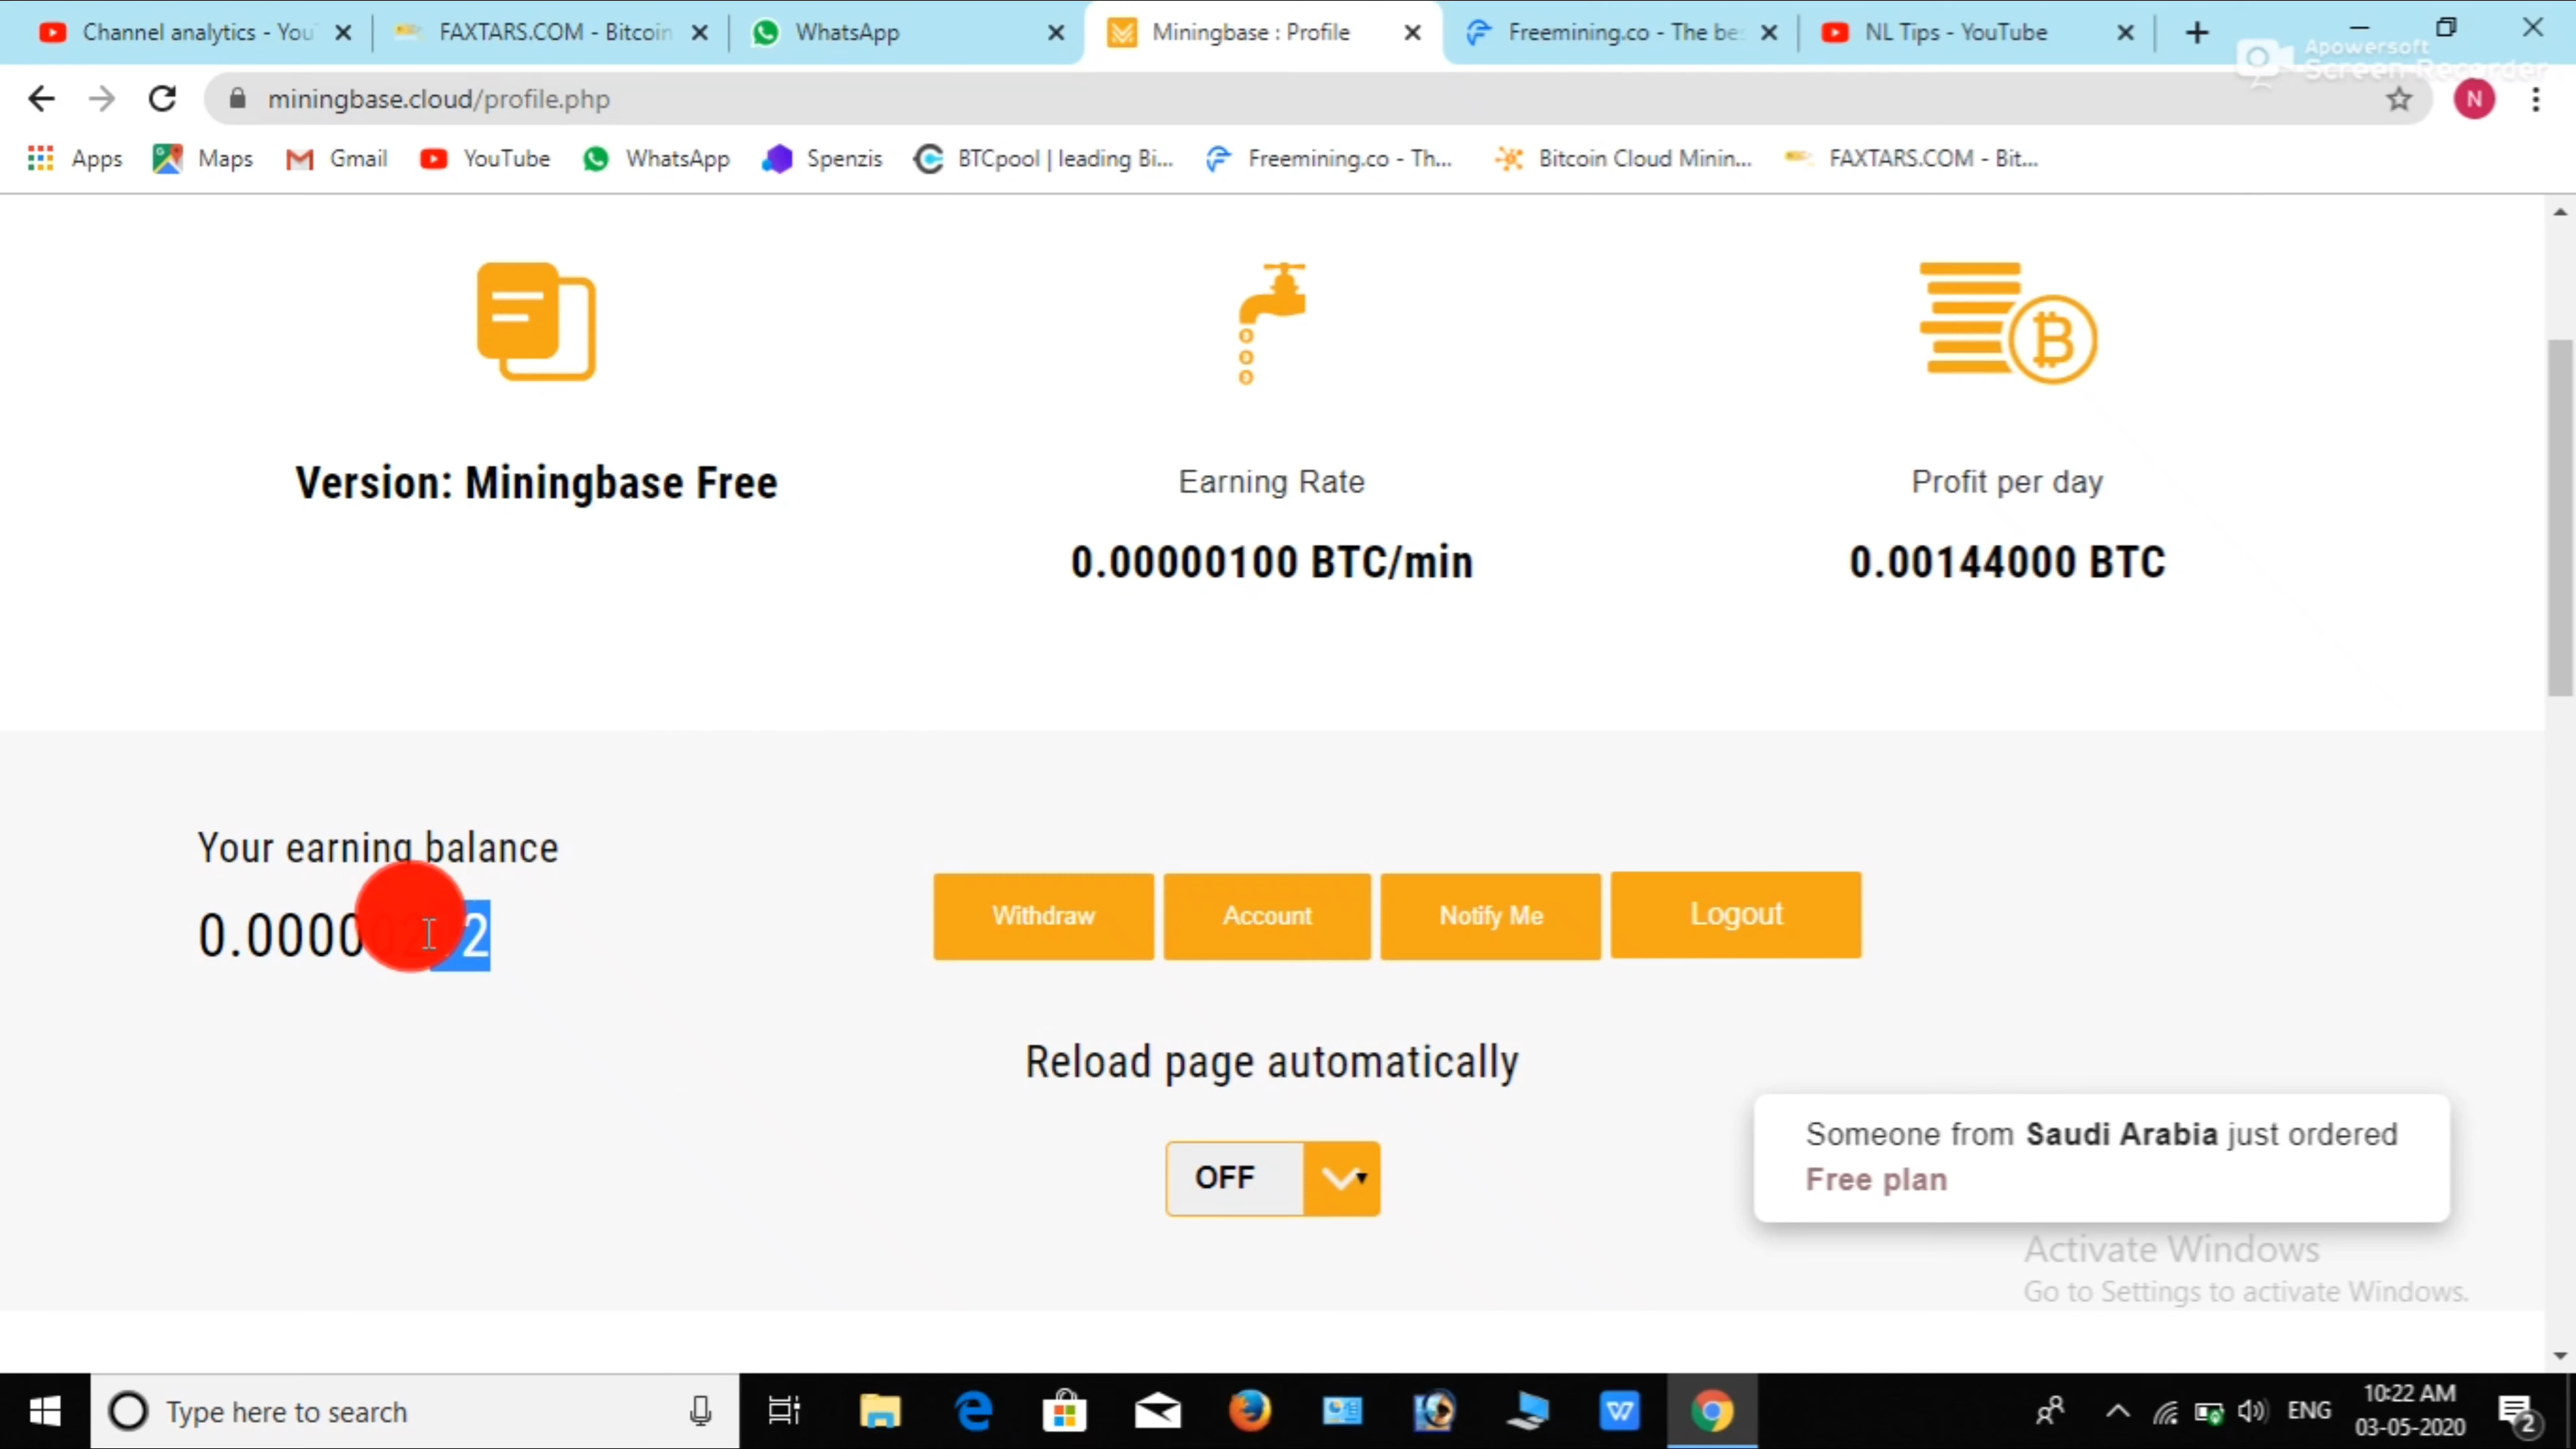 Channel analytics - You
FAXTARS.COM - Bitcoin
WhatsApp
Miningbase : Profile
Freemining.co - The be
NL Tips - YouTube
Apowersoft
Screen Recorder
miningbase.cloud/profile.php
N
Apps
Maps
Gmail
YouTube
WhatsApp
Spenzis
BTCpool | leading Bi...
Freemining.co - Th...
Bitcoin Cloud Minin...
FAXTARS.COM - Bit...
Version: Miningbase Free
Earning Rate
0.00000100 BTC/min
Profit per day
0.00144000 BTC
Your earning balance
Withdraw
Account
Notify Me
Logout
Reload page automatically
OFF
Someone from Saudi Arabia just ordered
Free plan
Activate Windows
Go to Settings to activate Windows.
Type here to search
ENG
10:22 AM
03-05-2020
2